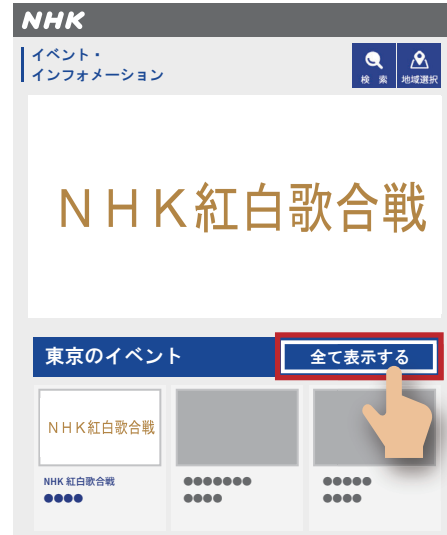 NHK
イベント・
インフォメーション
検 索
地域選択
ＮＨＫ紅白歌合戦
東京のイベント
全て表示する
ＮＨＫ紅白歌合戦
NHK 紅白歌合戦
●●●●
●●●●●●●
●●●●
●●●●●
●●●●